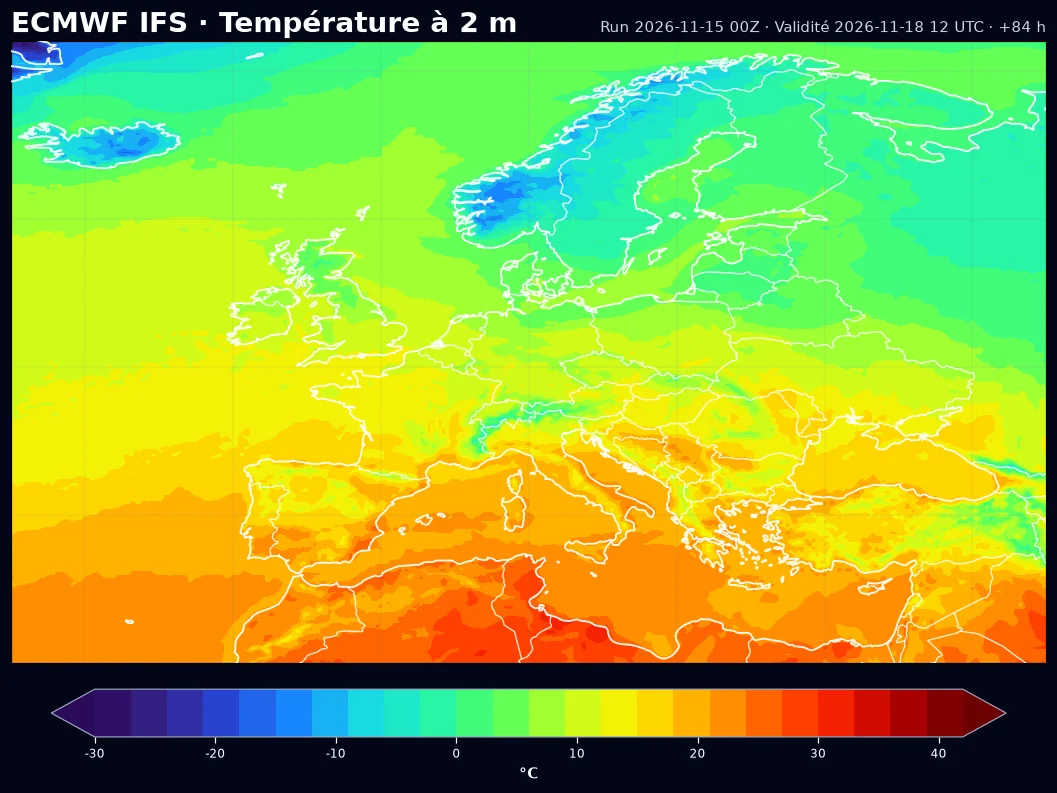 ECMWF IFS · Température à 2 m
Run 2026-11-15 00Z · Validité 2026-11-18 12 UTC · +84 h
-30 -20 -10 0 10 20 30 40
°C